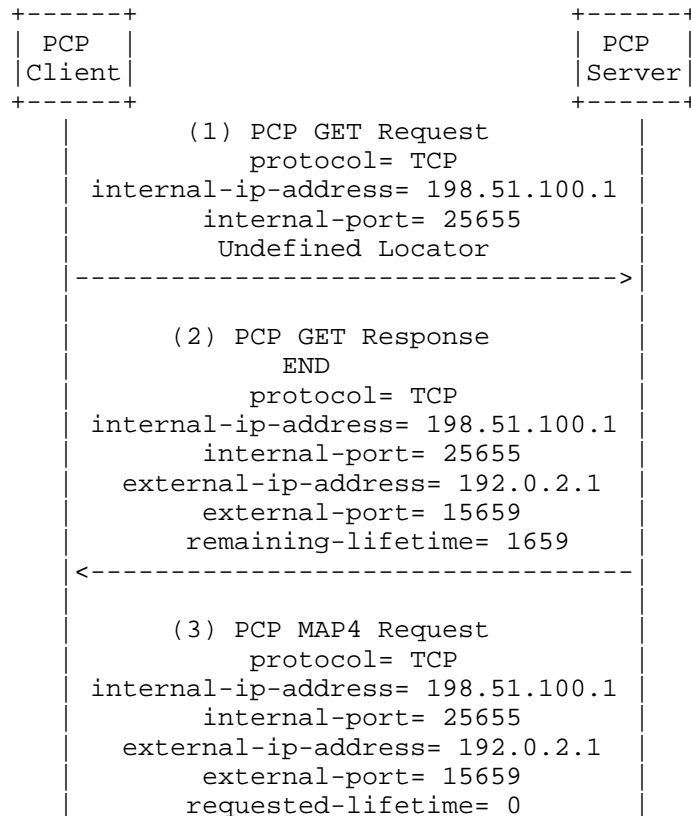 +------+ +------+
| PCP | | PCP |
|Client| |Server|
+------+ +------+
| (1) PCP GET Request |
| protocol= TCP |
| internal-ip-address= 198.51.100.1 |
| internal-port= 25655 |
| Undefined Locator |
|---------------------------------->|
| |
| (2) PCP GET Response |
| END |
| protocol= TCP |
| internal-ip-address= 198.51.100.1 |
| internal-port= 25655 |
| external-ip-address= 192.0.2.1 |
| external-port= 15659 |
| remaining-lifetime= 1659 |
|<----------------------------------|
| |
| (3) PCP MAP4 Request |
| protocol= TCP |
| internal-ip-address= 198.51.100.1 |
| internal-port= 25655 |
| external-ip-address= 192.0.2.1 |
| external-port= 15659 |
| requested-lifetime= 0 |